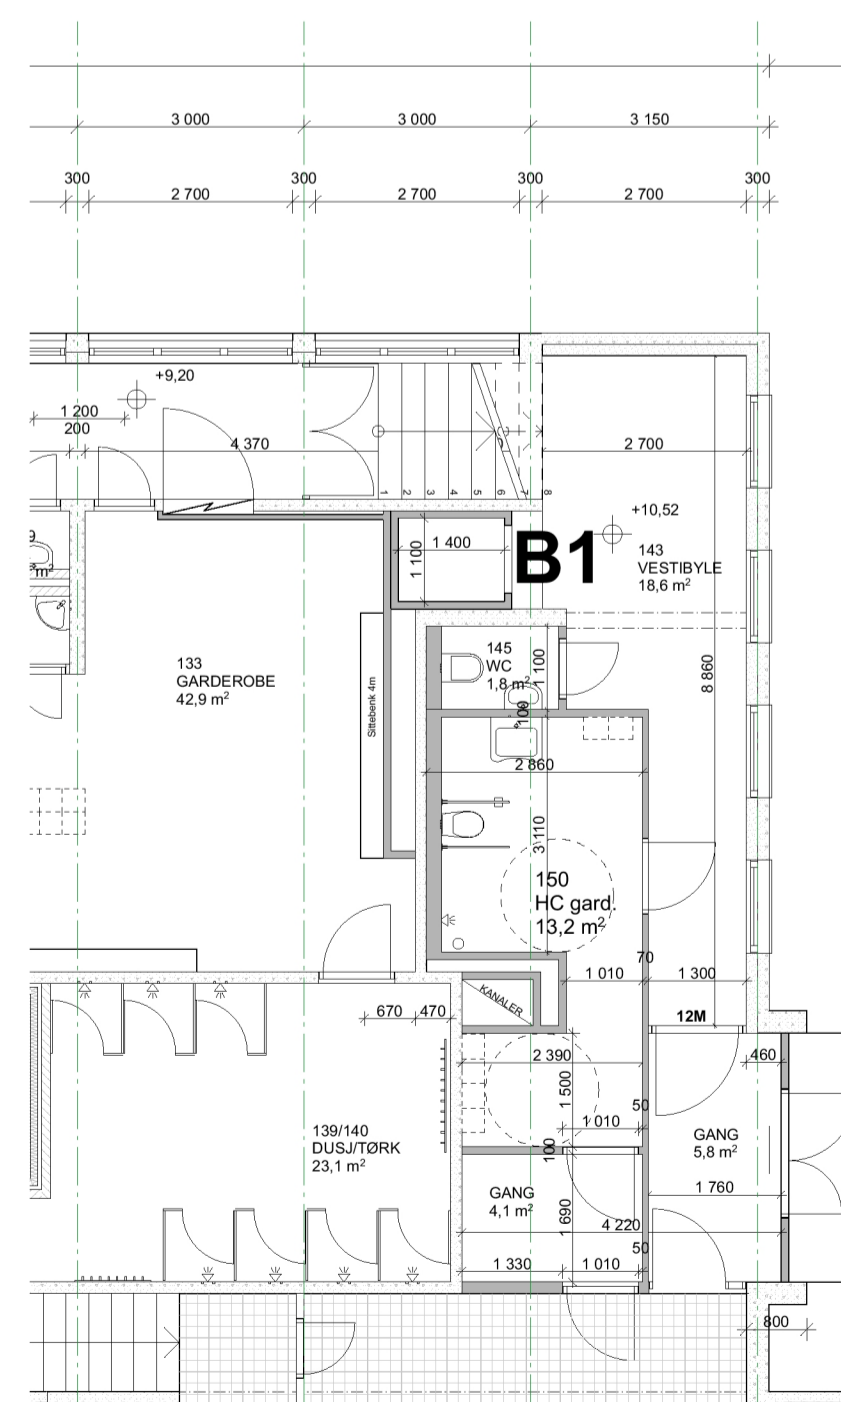 3 000
3 000
3 150
300
300
300
300
2 700
2 700
2 700
+9,20
1 200
200
4 370
2 700
1
2
3
4
5
6
7
8
+10,52
9
m²
1 400
1 100
B1
143
VESTIBYLE
18,6 m²
133
GARDEROBE
42,9 m²
Sittebenk 4m
145
WC
1,8 m²
1 100
100
8 860
2 860
3 110
150
HC gard.
13,2 m²
70
1 010
1 300
KANALER
12M
670
470
2 390
460
1 500
50
1 010
100
139/140
DUSJ/TØRK
23,1 m²
GANG
5,8 m²
1 760
GANG
4,1 m²
1 690
4 220
50
1 330
1 010
800